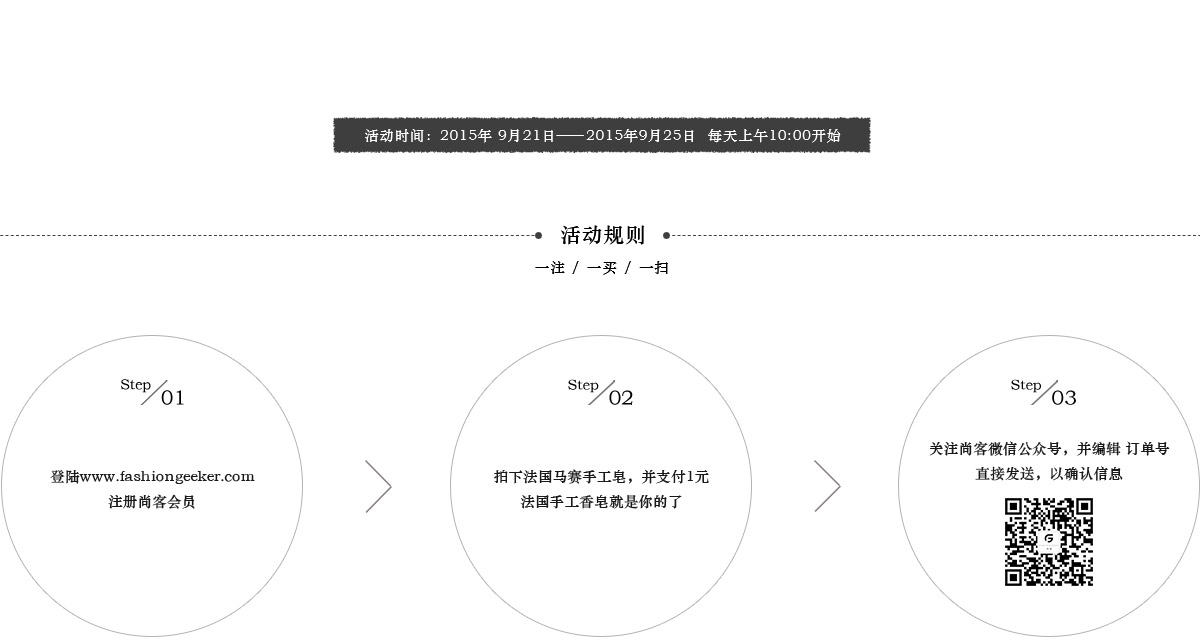 活动时间：2015年 9月21日——2015年9月25日 每天上午10:00开始
活动规则
一注 / 一买 / 一扫
Step 01
登陆www.fashiongeeker.com
注册尚客会员
Step 02
拍下法国马赛手工皂，并支付1元
法国手工香皂就是你的了
Step 03
关注尚客微信公众号，并编辑 订单号
直接发送，以确认信息